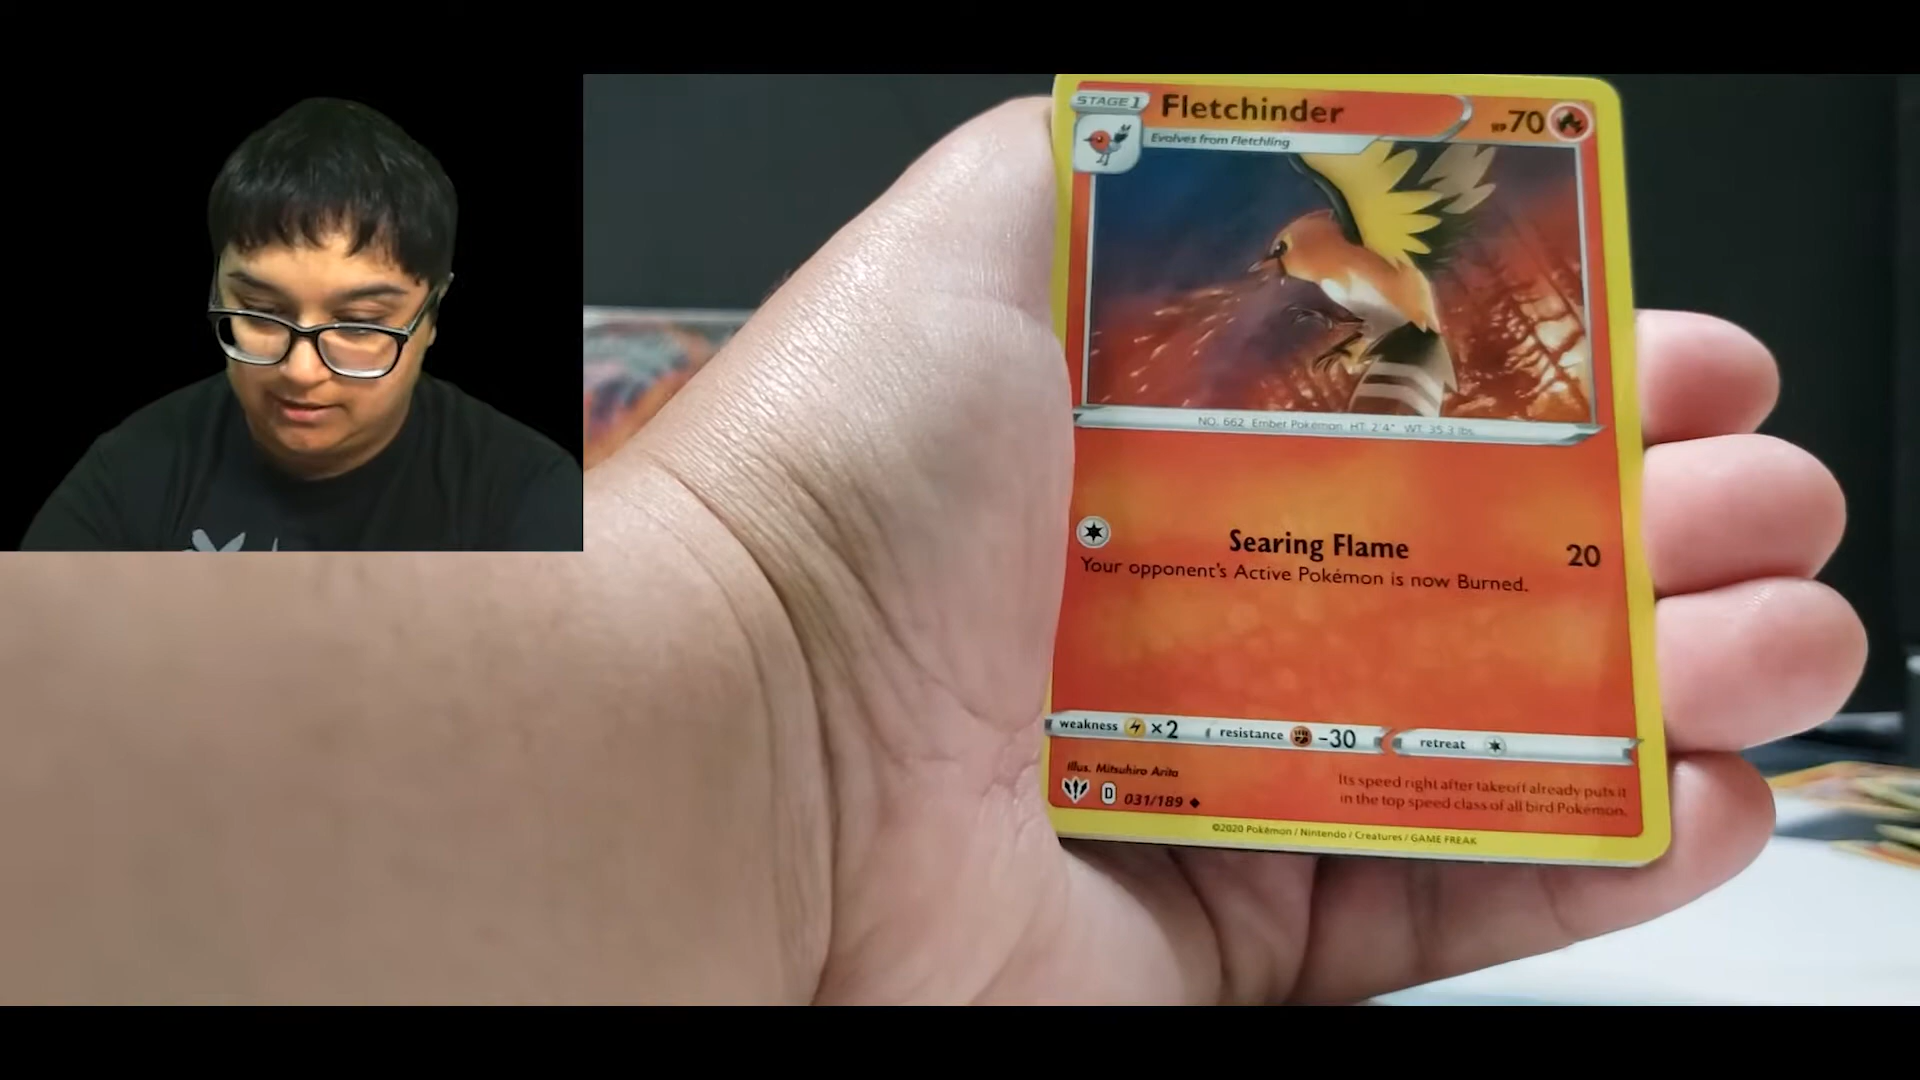 STAGE 1
Fletchinder
HP 70
Evolves from Fletchling
NO. 662 Ember Pokémon HT: 2'4" WT: 35.3 lbs.
Searing Flame 20
Your opponent's Active Pokémon is now Burned.
weakness ×2 resistance -30 retreat
Illus. Mitsuhiro Arita
D 031/189
Its speed right after takeoff already puts it
in the top speed class of all bird Pokémon.
©2020 Pokémon / Nintendo / Creatures / GAME FREAK